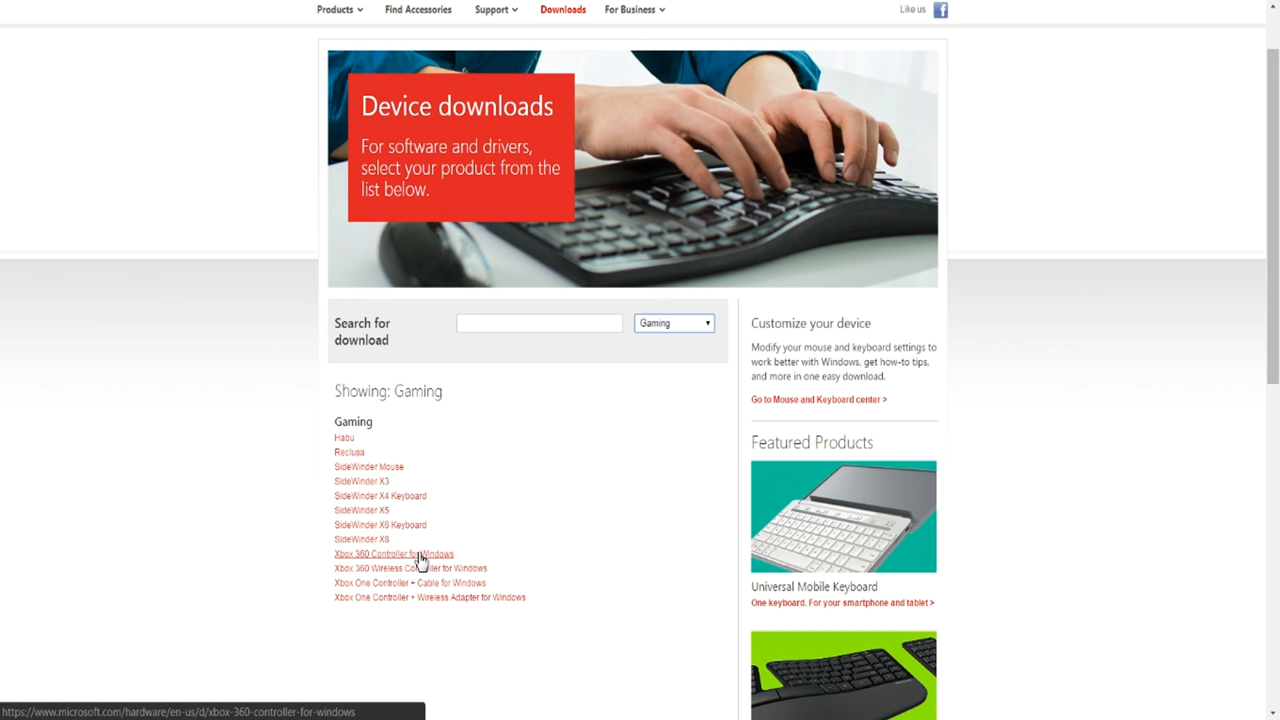 Products Find Accessories Support Downloads For Business Like us f
Device downloads
For software and drivers,
select your product from the
list below.
Search for
download
Gaming
Showing: Gaming
Gaming
Habu
Reclusa
SideWinder Mouse
SideWinder X3
SideWinder X4 Keyboard
SideWinder X5
SideWinder X6 Keyboard
SideWinder X8
Xbox 360 Controller for Windows
Xbox 360 Wireless Controller for Windows
Xbox One Controller + Cable for Windows
Xbox One Controller + Wireless Adapter for Windows
Customize your device
Modify your mouse and keyboard settings to
work better with Windows, get how-to tips,
and more in one easy download.
Go to Mouse and Keyboard center >
Featured Products
Universal Mobile Keyboard
One keyboard. For your smartphone and tablet >
https://www.microsoft.com/hardware/en-us/d/xbox-360-controller-for-windows